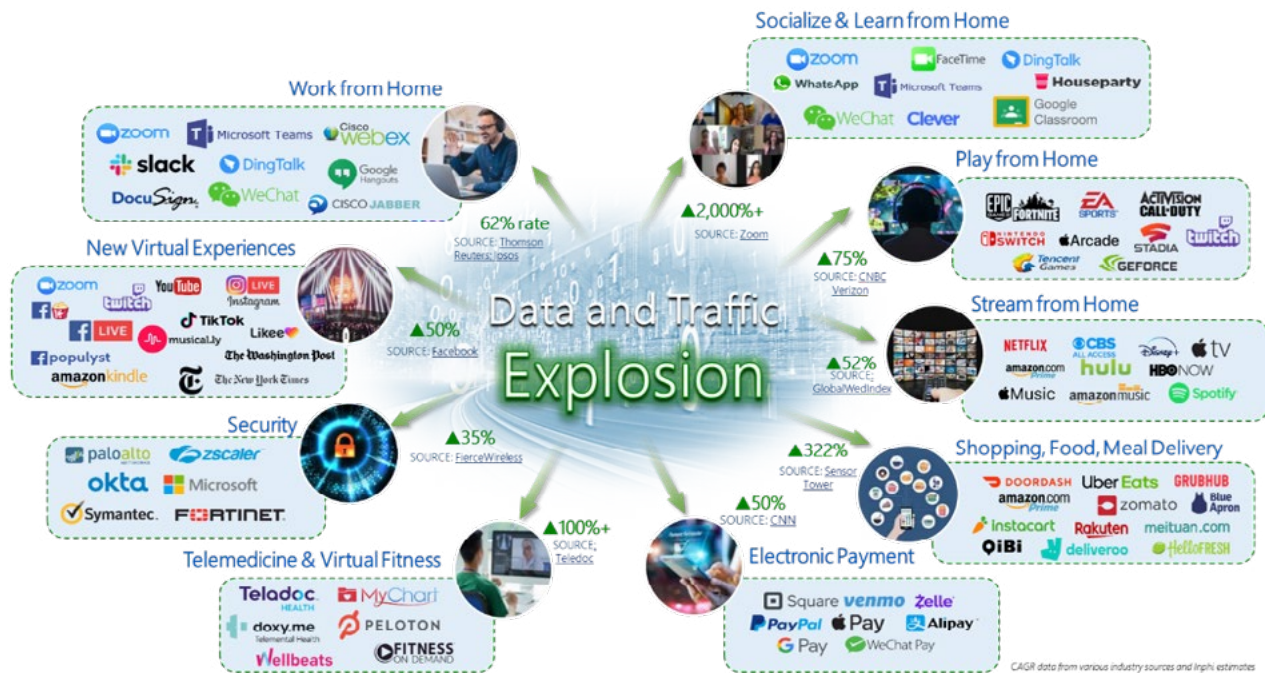 Socialize & Learn from Home
zoom FaceTime DingTalk
WhatsApp Microsoft Teams Houseparty
WeChat Clever Google Classroom
Work from Home
zoom Microsoft Teams Cisco webex
slack DingTalk Google Hangouts
DocuSign WeChat CISCO JABBER
62% rate
SOURCE: Thomson
Reuters; Ipsos
▲2,000%+
SOURCE: Zoom
Play from Home
EPIC GAMES FORTNITE EA SPORTS ACTIVISION CALL OF DUTY
NINTENDO SWITCH Arcade STADIA twitch
Tencent Games GEFORCE
▲75%
SOURCE: CNBC
Verizon
New Virtual Experiences
zoom twitch YouTube LIVE Instagram
LIVE musical.ly TikTok Likee
populyst The Washington Post
amazonkindle The New York Times
▲50%
SOURCE: Facebook
Data and Traffic
Explosion
Stream from Home
NETFLIX CBS ALL ACCESS Disney+ tv
amazon.com Prime hulu HBONOW
Music amazon music Spotify
▲52%
SOURCE:
GlobalWedIndex
Security
paloalto NETWORKS zscaler
okta Microsoft
Symantec. FORTINET.
▲35%
SOURCE: FierceWireless
Shopping, Food, Meal Delivery
DOORDASH Uber Eats GRUBHUB
amazon.com Prime zomato Blue Apron
instacart Rakuten meituan.com
QiBi deliveroo HelloFRESH
▲322%
SOURCE: Sensor
Tower
Telemedicine & Virtual Fitness
Teladoc HEALTH MyChart
doxy.me Telemental Health PELOTON
Wellbeats FITNESS ON DEMAND
▲100%+
SOURCE:
Teledoc
▲50%
SOURCE: CNN
Electronic Payment
Square venmo Zelle
PayPal Pay Alipay
G Pay WeChat Pay
CAGR data from various industry sources and Inphi estimates